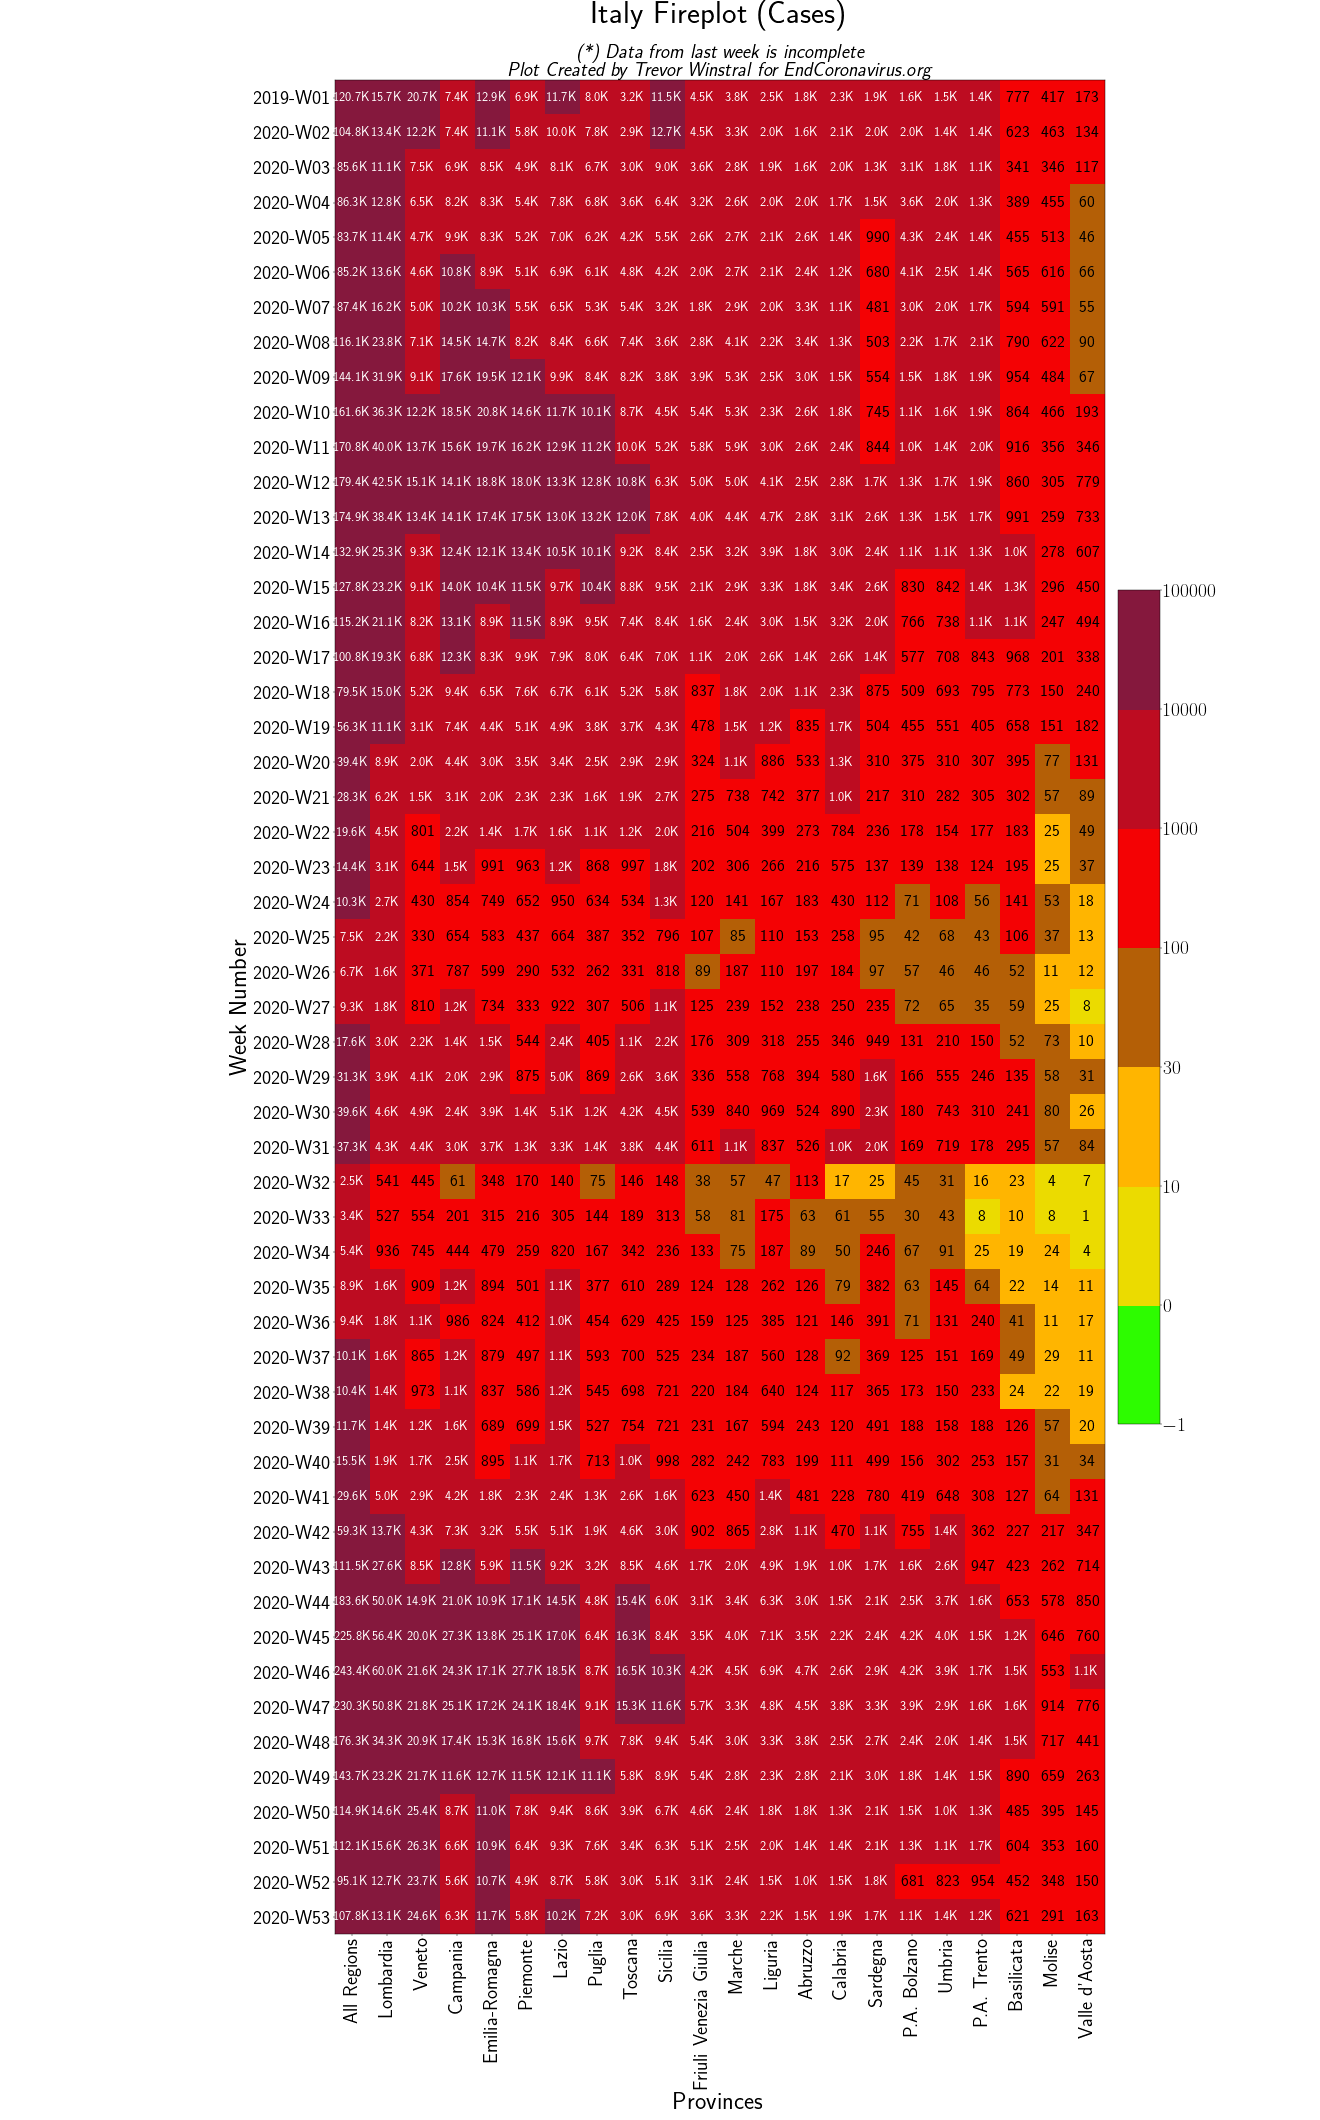 Italy Fireplot (Cases)
(*) Data from last week is incomplete
Plot Created by Trevor Winstral for EndCoronavirus.org
2019-W01 120.7K 15.7K 20.7K 7.4K 12.9K 6.9K 11.7K 8.0K 3.2K 11.5K 4.5K 3.8K 2.5K 1.8K 2.3K 1.9K 1.6K 1.5K 1.4K 777 417 173
2020-W02 104.8K 13.4K 12.2K 7.4K 11.1K 5.8K 10.0K 7.8K 2.9K 12.7K 4.5K 3.3K 2.0K 1.6K 2.1K 2.0K 2.0K 1.4K 1.4K 623 463 134
2020-W03 85.6K 11.1K 7.5K 6.9K 8.5K 4.9K 8.1K 6.7K 3.0K 9.0K 3.6K 2.8K 1.9K 1.6K 2.0K 1.3K 3.1K 1.8K 1.1K 341 346 117
2020-W04 86.3K 12.8K 6.5K 8.2K 8.3K 5.4K 7.8K 6.8K 3.6K 6.4K 3.2K 2.6K 2.0K 2.0K 1.7K 1.5K 3.6K 2.0K 1.3K 389 455 60
2020-W05 83.7K 11.4K 4.7K 9.9K 8.3K 5.2K 7.0K 6.2K 4.2K 5.5K 2.6K 2.7K 2.1K 2.6K 1.4K 990 4.3K 2.4K 1.4K 455 513 46
2020-W06 85.2K 13.6K 4.6K 10.8K 8.9K 5.1K 6.9K 6.1K 4.8K 4.2K 2.0K 2.7K 2.1K 2.4K 1.2K 680 4.1K 2.5K 1.4K 565 616 66
2020-W07 87.4K 16.2K 5.0K 10.2K 10.3K 5.5K 6.5K 5.3K 5.4K 3.2K 1.8K 2.9K 2.0K 3.3K 1.1K 481 3.0K 2.0K 1.7K 594 591 55
2020-W08 116.1K 23.8K 7.1K 14.5K 14.7K 8.2K 8.4K 6.6K 7.4K 3.6K 2.8K 4.1K 2.2K 3.4K 1.3K 503 2.2K 1.7K 2.1K 790 622 90
2020-W09 144.1K 31.9K 9.1K 17.6K 19.5K 12.1K 9.9K 8.4K 8.2K 3.8K 3.9K 5.3K 2.5K 3.0K 1.5K 554 1.5K 1.8K 1.9K 954 484 67
2020-W10 161.6K 36.3K 12.2K 18.5K 20.8K 14.6K 11.7K 10.1K 8.7K 4.5K 5.4K 5.3K 2.3K 2.6K 1.8K 745 1.1K 1.6K 1.9K 864 466 193
2020-W11 170.8K 40.0K 13.7K 15.6K 19.7K 16.2K 12.9K 11.2K 10.0K 5.2K 5.8K 5.9K 3.0K 2.6K 2.4K 844 1.0K 1.4K 2.0K 916 356 346
2020-W12 179.4K 42.5K 15.1K 14.1K 18.8K 18.0K 13.3K 12.8K 10.8K 6.3K 5.0K 5.0K 4.1K 2.5K 2.8K 1.7K 1.3K 1.7K 1.9K 860 305 779
2020-W13 174.9K 38.4K 13.4K 14.1K 17.4K 17.5K 13.0K 13.2K 12.0K 7.8K 4.0K 4.4K 4.7K 2.8K 3.1K 2.6K 1.3K 1.5K 1.7K 991 259 733
2020-W14 132.9K 25.3K 9.3K 12.4K 12.1K 13.4K 10.5K 10.1K 9.2K 8.4K 2.5K 3.2K 3.9K 1.8K 3.0K 2.4K 1.1K 1.1K 1.3K 1.0K 278 607
2020-W15 127.8K 23.2K 9.1K 14.0K 10.4K 11.5K 9.7K 10.4K 8.8K 9.5K 2.1K 2.9K 3.3K 1.8K 3.4K 2.6K 830 842 1.4K 1.3K 296 450
2020-W16 115.2K 21.1K 8.2K 13.1K 8.9K 11.5K 8.9K 9.5K 7.4K 8.4K 1.6K 2.4K 3.0K 1.5K 3.2K 2.0K 766 738 1.1K 1.1K 247 494
2020-W17 100.8K 19.3K 6.8K 12.3K 8.3K 9.9K 7.9K 8.0K 6.4K 7.0K 1.1K 2.0K 2.6K 1.4K 2.6K 1.4K 577 708 843 968 201 338
2020-W18 79.5K 15.0K 5.2K 9.4K 6.5K 7.6K 6.7K 6.1K 5.2K 5.8K 837 1.8K 2.0K 1.1K 2.3K 875 509 693 795 773 150 240
2020-W19 56.3K 11.1K 3.1K 7.4K 4.4K 5.1K 4.9K 3.8K 3.7K 4.3K 478 1.5K 1.2K 835 1.7K 504 455 551 405 658 151 182
2020-W20 39.4K 8.9K 2.0K 4.4K 3.0K 3.5K 3.4K 2.5K 2.9K 2.9K 324 1.1K 886 533 1.3K 310 375 310 307 395 77 131
2020-W21 28.3K 6.2K 1.5K 3.1K 2.0K 2.3K 2.3K 1.6K 1.9K 2.7K 275 738 742 377 1.0K 217 310 282 305 302 57 89
2020-W22 19.6K 4.5K 801 2.2K 1.4K 1.7K 1.6K 1.1K 1.2K 2.0K 216 504 399 273 784 236 178 154 177 183 25 49
2020-W23 14.4K 3.1K 644 1.5K 991 963 1.2K 868 997 1.8K 202 306 266 216 575 137 139 138 124 195 25 37
2020-W24 10.3K 2.7K 430 854 749 652 950 634 534 1.3K 120 141 167 183 430 112 71 108 56 141 53 18
2020-W25 7.5K 2.2K 330 654 583 437 664 387 352 796 107 85 110 153 258 95 42 68 43 106 37 13
2020-W26 6.7K 1.6K 371 787 599 290 532 262 331 818 89 187 110 197 184 97 57 46 46 52 11 12
2020-W27 9.3K 1.8K 810 1.2K 734 333 922 307 506 1.1K 125 239 152 238 250 235 72 65 35 59 25 8
2020-W28 17.6K 3.0K 2.2K 1.4K 1.5K 544 2.4K 405 1.1K 2.2K 176 309 318 255 346 949 131 210 150 52 73 10
2020-W29 31.3K 3.9K 4.1K 2.0K 2.9K 875 5.0K 869 2.6K 3.6K 336 558 768 394 580 1.6K 166 555 246 135 58 31
2020-W30 39.6K 4.6K 4.9K 2.4K 3.9K 1.4K 5.1K 1.2K 4.2K 4.5K 539 840 969 524 890 2.3K 180 743 310 241 80 26
2020-W31 37.3K 4.3K 4.4K 3.0K 3.7K 1.3K 3.3K 1.4K 3.8K 4.4K 611 1.1K 837 526 1.0K 2.0K 169 719 178 295 57 84
2020-W32 2.5K 541 445 61 348 170 140 75 146 148 38 57 47 113 17 25 45 31 16 23 4 7
2020-W33 3.4K 527 554 201 315 216 305 144 189 313 58 81 175 63 61 55 30 43 8 10 8 1
2020-W34 5.4K 936 745 444 479 259 820 167 342 236 133 75 187 89 50 246 67 91 25 19 24 4
2020-W35 8.9K 1.6K 909 1.2K 894 501 1.1K 377 610 289 124 128 262 126 79 382 63 145 64 22 14 11
2020-W36 9.4K 1.8K 1.1K 986 824 412 1.0K 454 629 425 159 125 385 121 146 391 71 131 240 41 11 17
2020-W37 10.1K 1.6K 865 1.2K 879 497 1.1K 593 700 525 234 187 560 128 92 369 125 151 169 49 29 11
2020-W38 10.4K 1.4K 973 1.1K 837 586 1.2K 545 698 721 220 184 640 124 117 365 173 150 233 24 22 19
2020-W39 11.7K 1.4K 1.2K 1.6K 689 699 1.5K 527 754 721 231 167 594 243 120 491 188 158 188 126 57 20
2020-W40 15.5K 1.9K 1.7K 2.5K 895 1.1K 1.7K 713 1.0K 998 282 242 783 199 111 499 156 302 253 157 31 34
2020-W41 29.6K 5.0K 2.9K 4.2K 1.8K 2.3K 2.4K 1.3K 2.6K 1.6K 623 450 1.4K 481 228 780 419 648 308 127 64 131
2020-W42 59.3K 13.7K 4.3K 7.3K 3.2K 5.5K 5.1K 1.9K 4.6K 3.0K 902 865 2.8K 1.1K 470 1.1K 755 1.4K 362 227 217 347
2020-W43 111.5K 27.6K 8.5K 12.8K 5.9K 11.5K 9.2K 3.2K 8.5K 4.6K 1.7K 2.0K 4.9K 1.9K 1.0K 1.7K 1.6K 2.6K 947 423 262 714
2020-W44 183.6K 50.0K 14.9K 21.0K 10.9K 17.1K 14.5K 4.8K 15.4K 6.0K 3.1K 3.4K 6.3K 3.0K 1.5K 2.1K 2.5K 3.7K 1.6K 653 578 850
2020-W45 225.8K 56.4K 20.0K 27.3K 13.8K 25.1K 17.0K 6.4K 16.3K 8.4K 3.5K 4.0K 7.1K 3.5K 2.2K 2.4K 4.2K 4.0K 1.5K 1.2K 646 760
2020-W46 243.4K 60.0K 21.6K 24.3K 17.1K 27.7K 18.5K 8.7K 16.5K 10.3K 4.2K 4.5K 6.9K 4.7K 2.6K 2.9K 4.2K 3.9K 1.7K 1.5K 553 1.1K
2020-W47 230.3K 50.8K 21.8K 25.1K 17.2K 24.1K 18.4K 9.1K 15.3K 11.6K 5.7K 3.3K 4.8K 4.5K 3.8K 3.3K 3.9K 2.9K 1.6K 1.6K 914 776
2020-W48 176.3K 34.3K 20.9K 17.4K 15.3K 16.8K 15.6K 9.7K 7.8K 9.4K 5.4K 3.0K 3.3K 3.8K 2.5K 2.7K 2.4K 2.0K 1.4K 1.5K 717 441
2020-W49 143.7K 23.2K 21.7K 11.6K 12.7K 11.5K 12.1K 11.1K 5.8K 8.9K 5.4K 2.8K 2.3K 2.8K 2.1K 3.0K 1.8K 1.4K 1.5K 890 659 263
2020-W50 114.9K 14.6K 25.4K 8.7K 11.0K 7.8K 9.4K 8.6K 3.9K 6.7K 4.6K 2.4K 1.8K 1.8K 1.3K 2.1K 1.5K 1.0K 1.3K 485 395 145
2020-W51 112.1K 15.6K 26.3K 6.6K 10.9K 6.4K 9.3K 7.6K 3.4K 6.3K 5.1K 2.5K 2.0K 1.4K 1.4K 2.1K 1.3K 1.1K 1.7K 604 353 160
2020-W52 95.1K 12.7K 23.7K 5.6K 10.7K 4.9K 8.7K 5.8K 3.0K 5.1K 3.1K 2.4K 1.5K 1.0K 1.5K 1.8K 681 823 954 452 348 150
2020-W53 107.8K 13.1K 24.6K 6.3K 11.7K 5.8K 10.2K 7.2K 3.0K 6.9K 3.6K 3.3K 2.2K 1.5K 1.9K 1.7K 1.1K 1.4K 1.2K 621 291 163
Week Number
All Regions
Lombardia
Veneto
Campania
Emilia-Romagna
Piemonte
Lazio
Puglia
Toscana
Sicilia
Friuli Venezia Giulia
Marche
Liguria
Abruzzo
Calabria
Sardegna
P.A. Bolzano
Umbria
P.A. Trento
Basilicata
Molise
Valle d'Aosta
Provinces
100000
10000
1000
100
30
10
0
−1